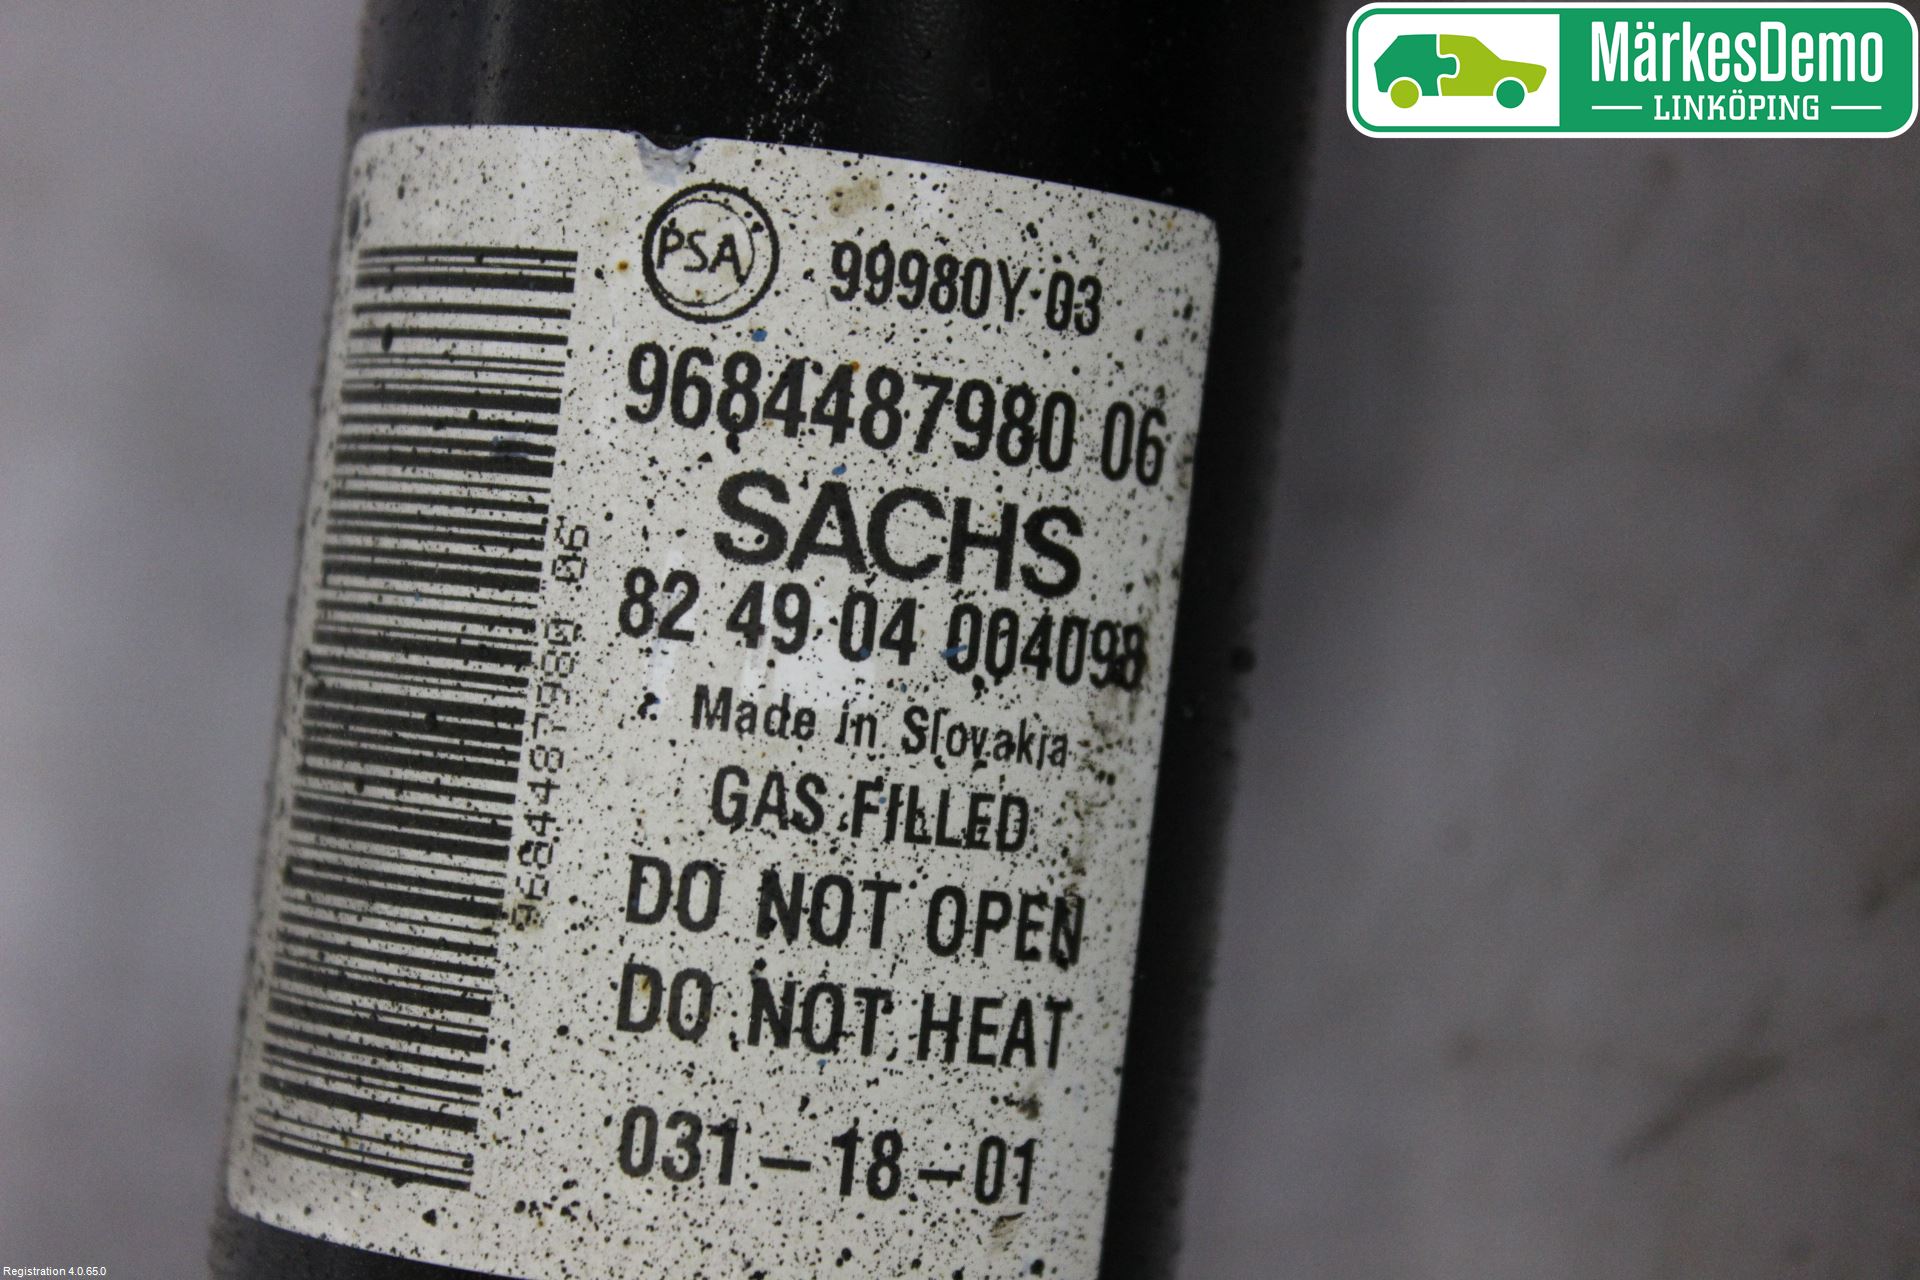 MärkesDemo
LINKÖPING
PSA
99980Y 03
9684487980 06
SACHS
82 49 04 004098
Made in Slovakia
GAS FILLED
DO NOT OPEN
DO NOT HEAT
031-18-01
9684487980 06
Registration 4.0.65.0